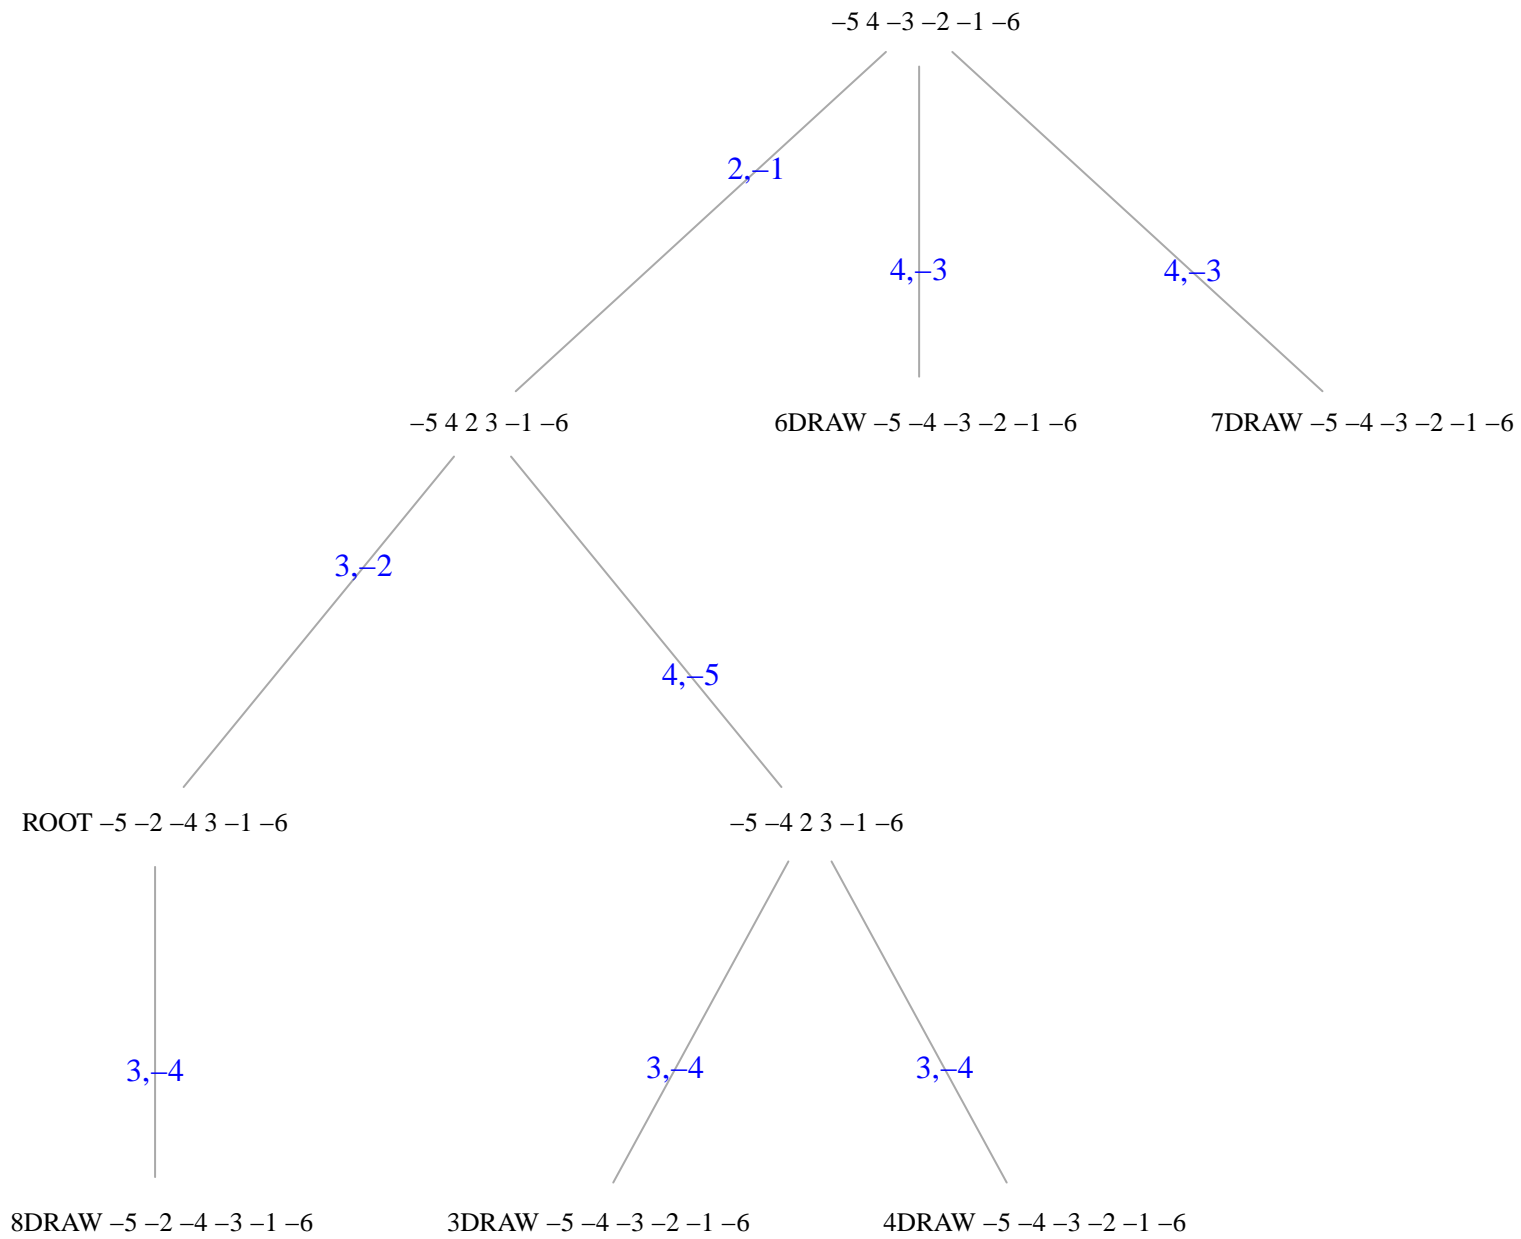 –5 4 –3 –2 –1 –6
2,–1
4,–3
4,–3
–5 4 2 3 –1 –6
6DRAW –5 –4 –3 –2 –1 –6
7DRAW –5 –4 –3 –2 –1 –6
3,–2
4,–5
ROOT –5 –2 –4 3 –1 –6
–5 –4 2 3 –1 –6
3,–4
3,–4
3,–4
8DRAW –5 –2 –4 –3 –1 –6
3DRAW –5 –4 –3 –2 –1 –6
4DRAW –5 –4 –3 –2 –1 –6